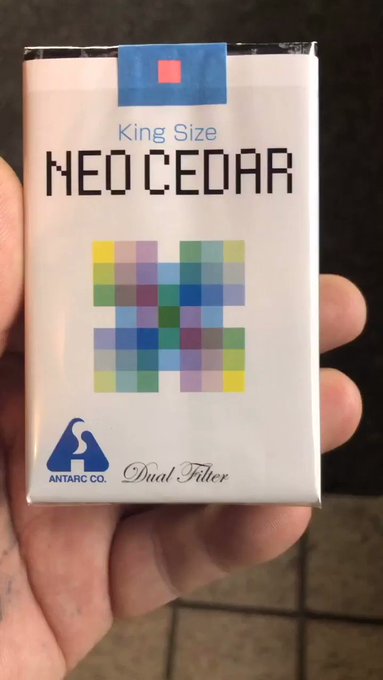 King Size
NEO CEDAR
ANTARC CO.
Dual Filter